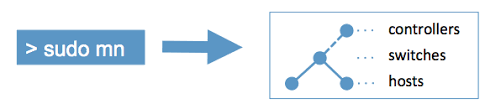 > sudo mn
controllers
switches
hosts